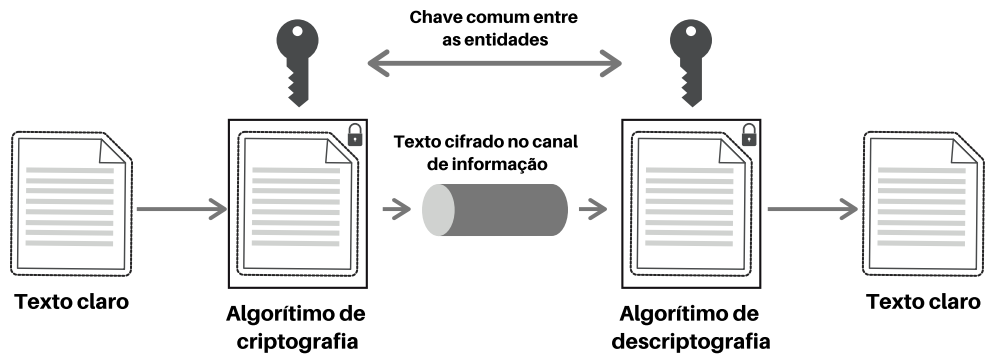 Chave comum entre
as entidades
Texto cifrado no canal
de informação
Texto claro
Algorítimo de
criptografia
Algorítimo de
descriptografia
Texto claro